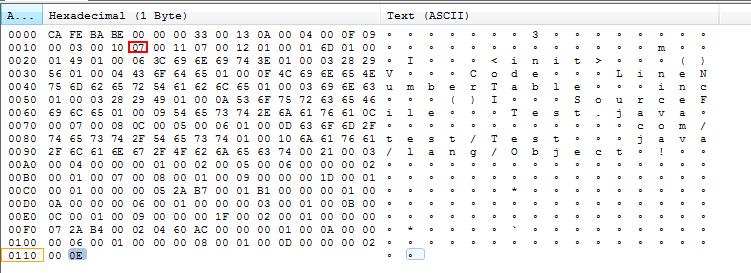 A... Hexadecimal (1 Byte) Text (ASCII)
0000 CA FE BA BE 00 00 00 33 00 13 0A 00 04 00 0F 09 ∘ ∘ ∘ ∘ ∘ ∘ ∘ 3 ∘ ∘ ∘ ∘ ∘ ∘ ∘ ∘
0010 00 03 00 10 07 00 11 07 00 12 01 00 01 6D 01 00 ∘ ∘ ∘ ∘ ∘ ∘ ∘ ∘ ∘ ∘ ∘ ∘ ∘ m ∘ ∘
0020 01 49 01 00 06 3C 69 6E 69 74 3E 01 00 03 28 29 ∘ I ∘ ∘ ∘ < i n i t > ∘ ∘ ∘ ( )
0030 56 01 00 04 43 6F 64 65 01 00 0F 4C 69 6E 65 4E V ∘ ∘ ∘ C o d e ∘ ∘ ∘ L i n e N
0040 75 6D 62 65 72 54 61 62 6C 65 01 00 03 69 6E 63 u m b e r T a b l e ∘ ∘ ∘ i n c
0050 01 00 03 28 29 49 01 00 0A 53 6F 75 72 63 65 46 ∘ ∘ ∘ ( ) I ∘ ∘ ∘ S o u r c e F
0060 69 6C 65 01 00 09 54 65 73 74 2E 6A 61 76 61 0C i l e ∘ ∘ ∘ T e s t . j a v a ∘
0070 00 07 00 08 0C 00 05 00 06 01 00 0D 63 6F 6D 2F ∘ ∘ ∘ ∘ ∘ ∘ ∘ ∘ ∘ ∘ ∘ ∘ c o m /
0080 74 65 73 74 2F 54 65 73 74 01 00 10 6A 61 76 61 t e s t / T e s t ∘ ∘ ∘ j a v a
0090 2F 6C 61 6E 67 2F 4F 62 6A 65 63 74 00 21 00 03 / l a n g / O b j e c t ∘ ! ∘ ∘
00A0 00 04 00 00 00 01 00 02 00 05 00 06 00 00 00 02 ∘ ∘ ∘ ∘ ∘ ∘ ∘ ∘ ∘ ∘ ∘ ∘ ∘ ∘ ∘ ∘
00B0 00 01 00 07 00 08 00 01 00 09 00 00 00 1D 00 01 ∘ ∘ ∘ ∘ ∘ ∘ ∘ ∘ ∘ ∘ ∘ ∘ ∘ ∘ ∘ ∘
00C0 00 01 00 00 00 05 2A B7 00 01 B1 00 00 00 01 00 ∘ ∘ ∘ ∘ ∘ ∘ * ∘ ∘ ∘ ∘ ∘ ∘ ∘ ∘ ∘
00D0 0A 00 00 00 06 00 01 00 00 00 03 00 01 00 0B 00 ∘ ∘ ∘ ∘ ∘ ∘ ∘ ∘ ∘ ∘ ∘ ∘ ∘ ∘ ∘ ∘
00E0 0C 00 01 00 09 00 00 00 1F 00 02 00 01 00 00 00 ∘ ∘ ∘ ∘ ∘ ∘ ∘ ∘ ∘ ∘ ∘ ∘ ∘ ∘ ∘ ∘
00F0 07 2A B4 00 02 04 60 AC 00 00 00 01 00 0A 00 00 ∘ * ∘ ∘ ∘ ∘ ` ∘ ∘ ∘ ∘ ∘ ∘ ∘ ∘ ∘
0100 00 06 00 01 00 00 00 08 00 01 00 0D 00 00 00 02 ∘ ∘ ∘ ∘ ∘ ∘ ∘ ∘ ∘ ∘ ∘ ∘ ∘ ∘ ∘ ∘
0110 00 0E ∘ ∘